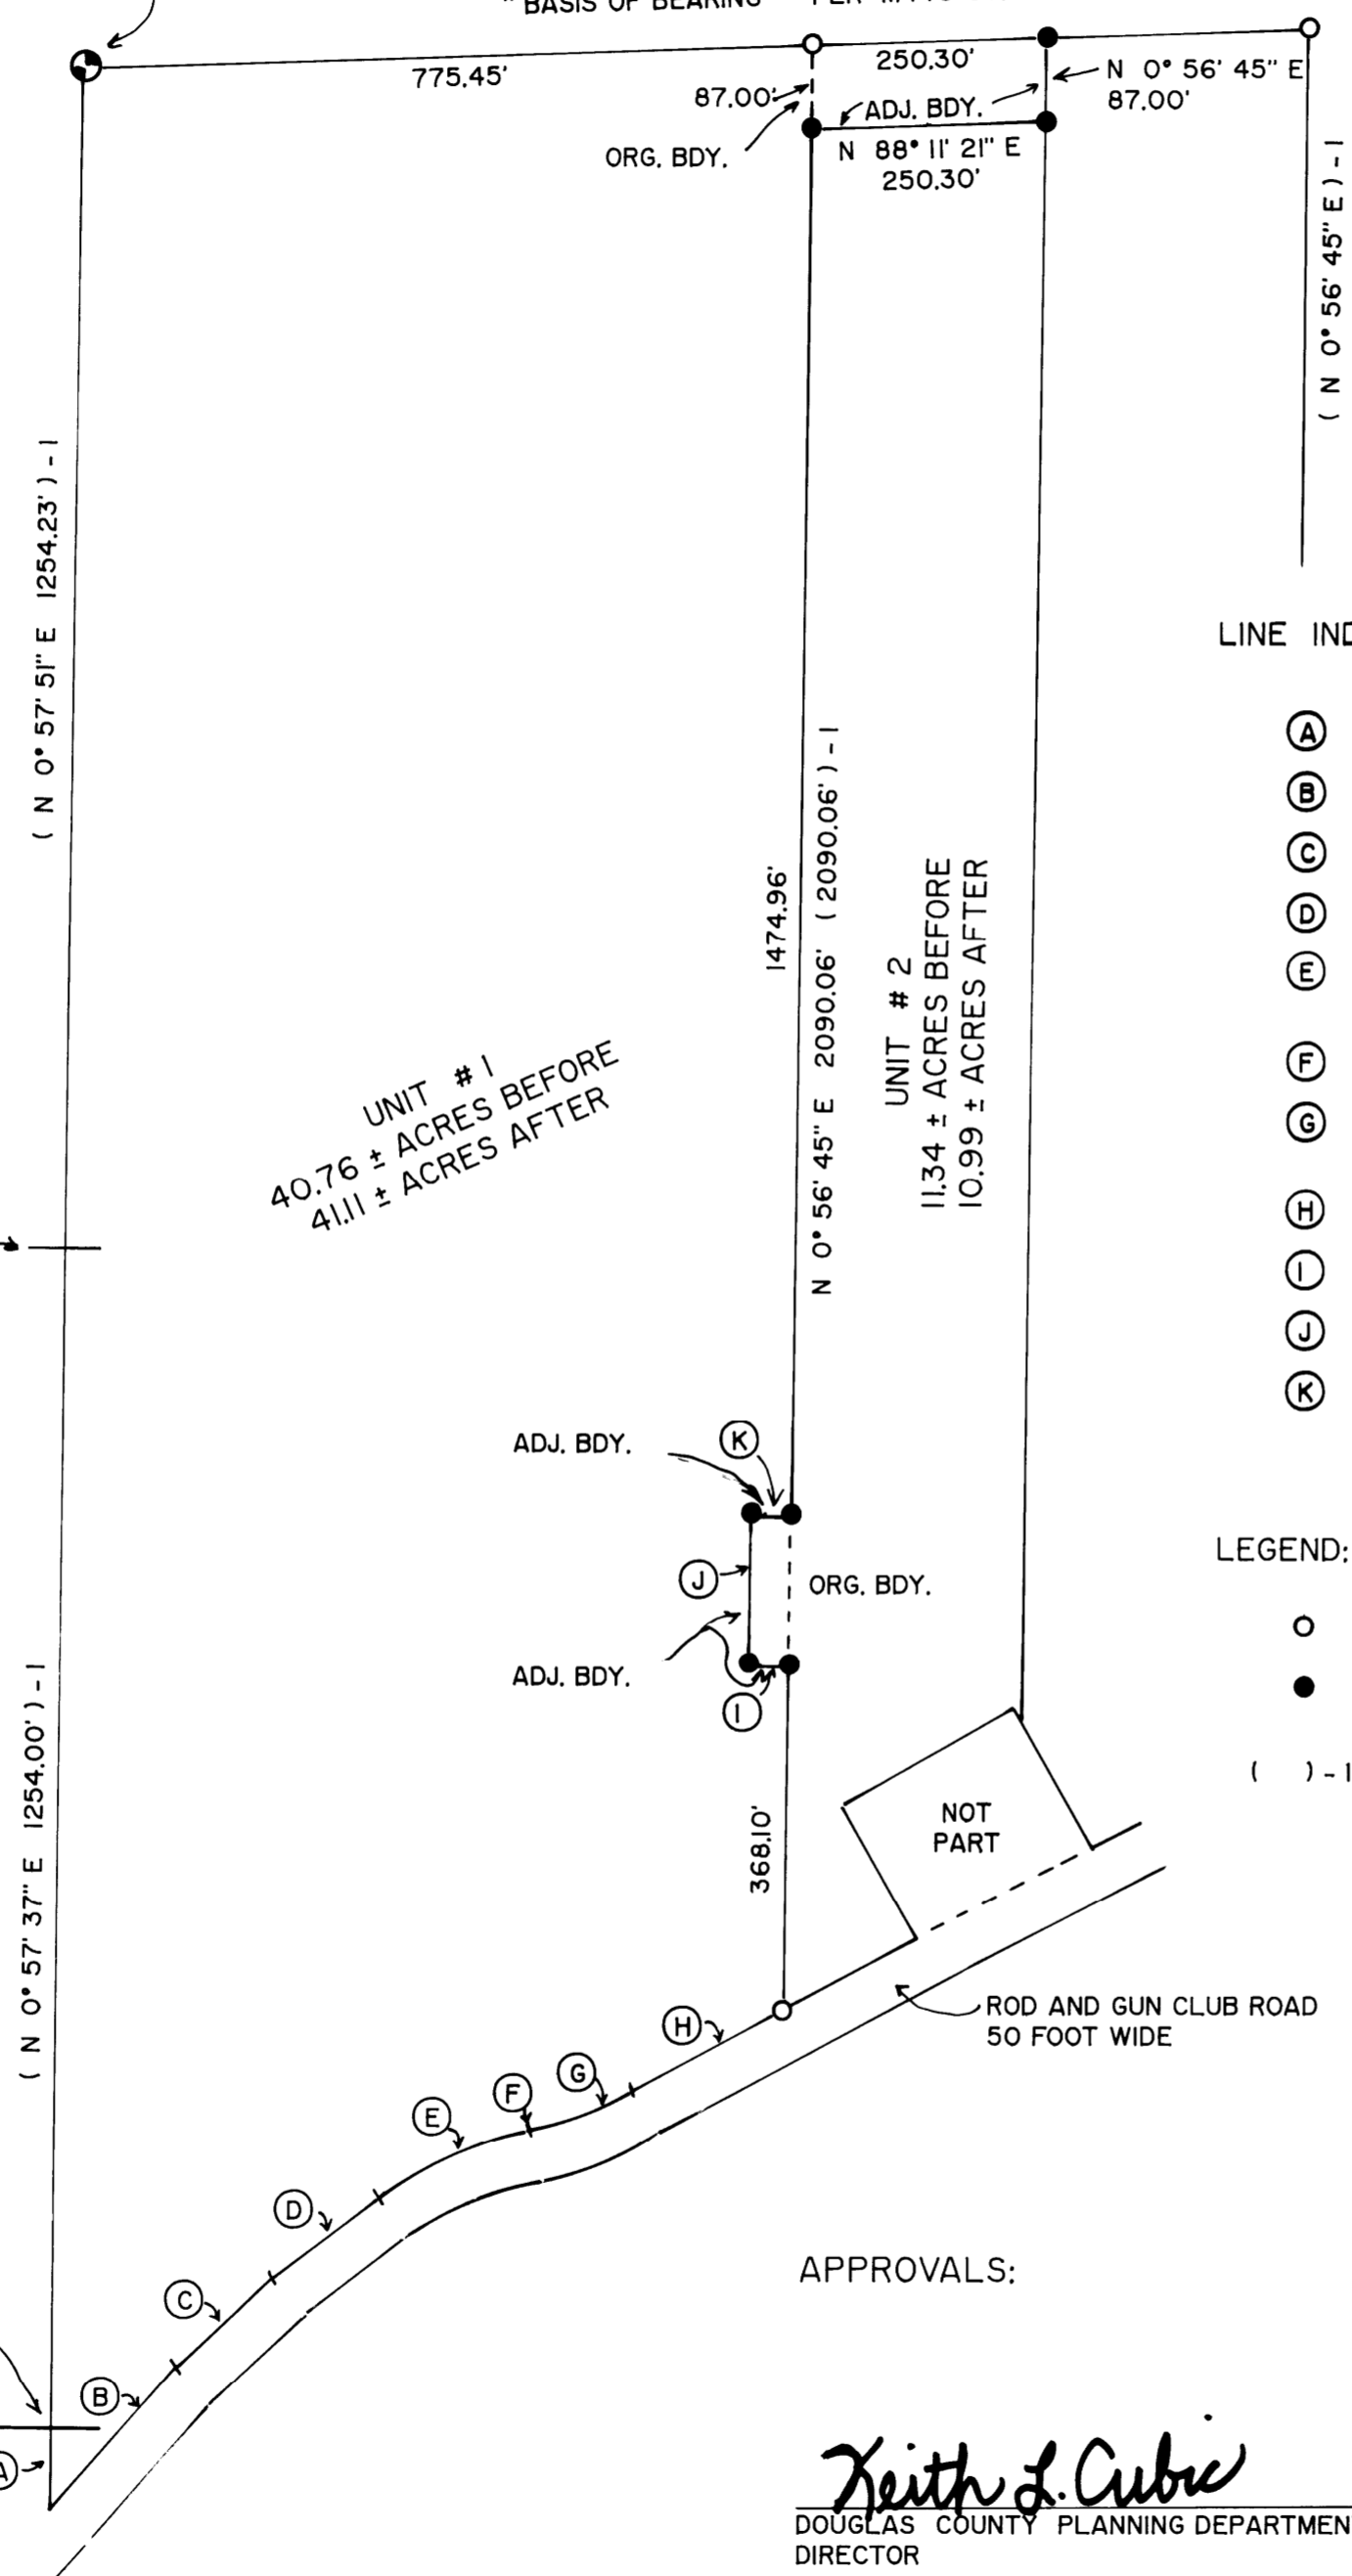 " BASIS OF BEARING " PER
775.45'
250.30'
N 0° 56' 45" E
87.00'
87.00'
ADJ. BDY.
ORG. BDY.
N 88° 11' 21" E
250.30'
( N 0° 56' 45" E ) - 1
( N 0° 57' 51" E 1254.23' ) - 1
LINE
A
B
C
D
E
F
G
H
I
J
K
1474.96'
N 0° 56' 45" E 2090.06' ( 2090.06' ) - 1
UNIT # 2
11.34 ± ACRES BEFORE
10.99 ± ACRES AFTER
UNIT # 1
40.76 ± ACRES BEFORE
41.11 ± ACRES AFTER
ADJ. BDY.
K
J
ORG. BDY.
ADJ. BDY.
I
LEGEND:
( ) - 1
368.10'
NOT
PART
( N 0° 57' 37" E 1254.00' ) - 1
ROD AND GUN CLUB ROAD
50 FOOT WIDE
H
G
F
E
D
C
B
A
APPROVALS:
Keith L. Cubic
DOUGLAS COUNTY PLANNING DEPARTMEN
DIRECTOR